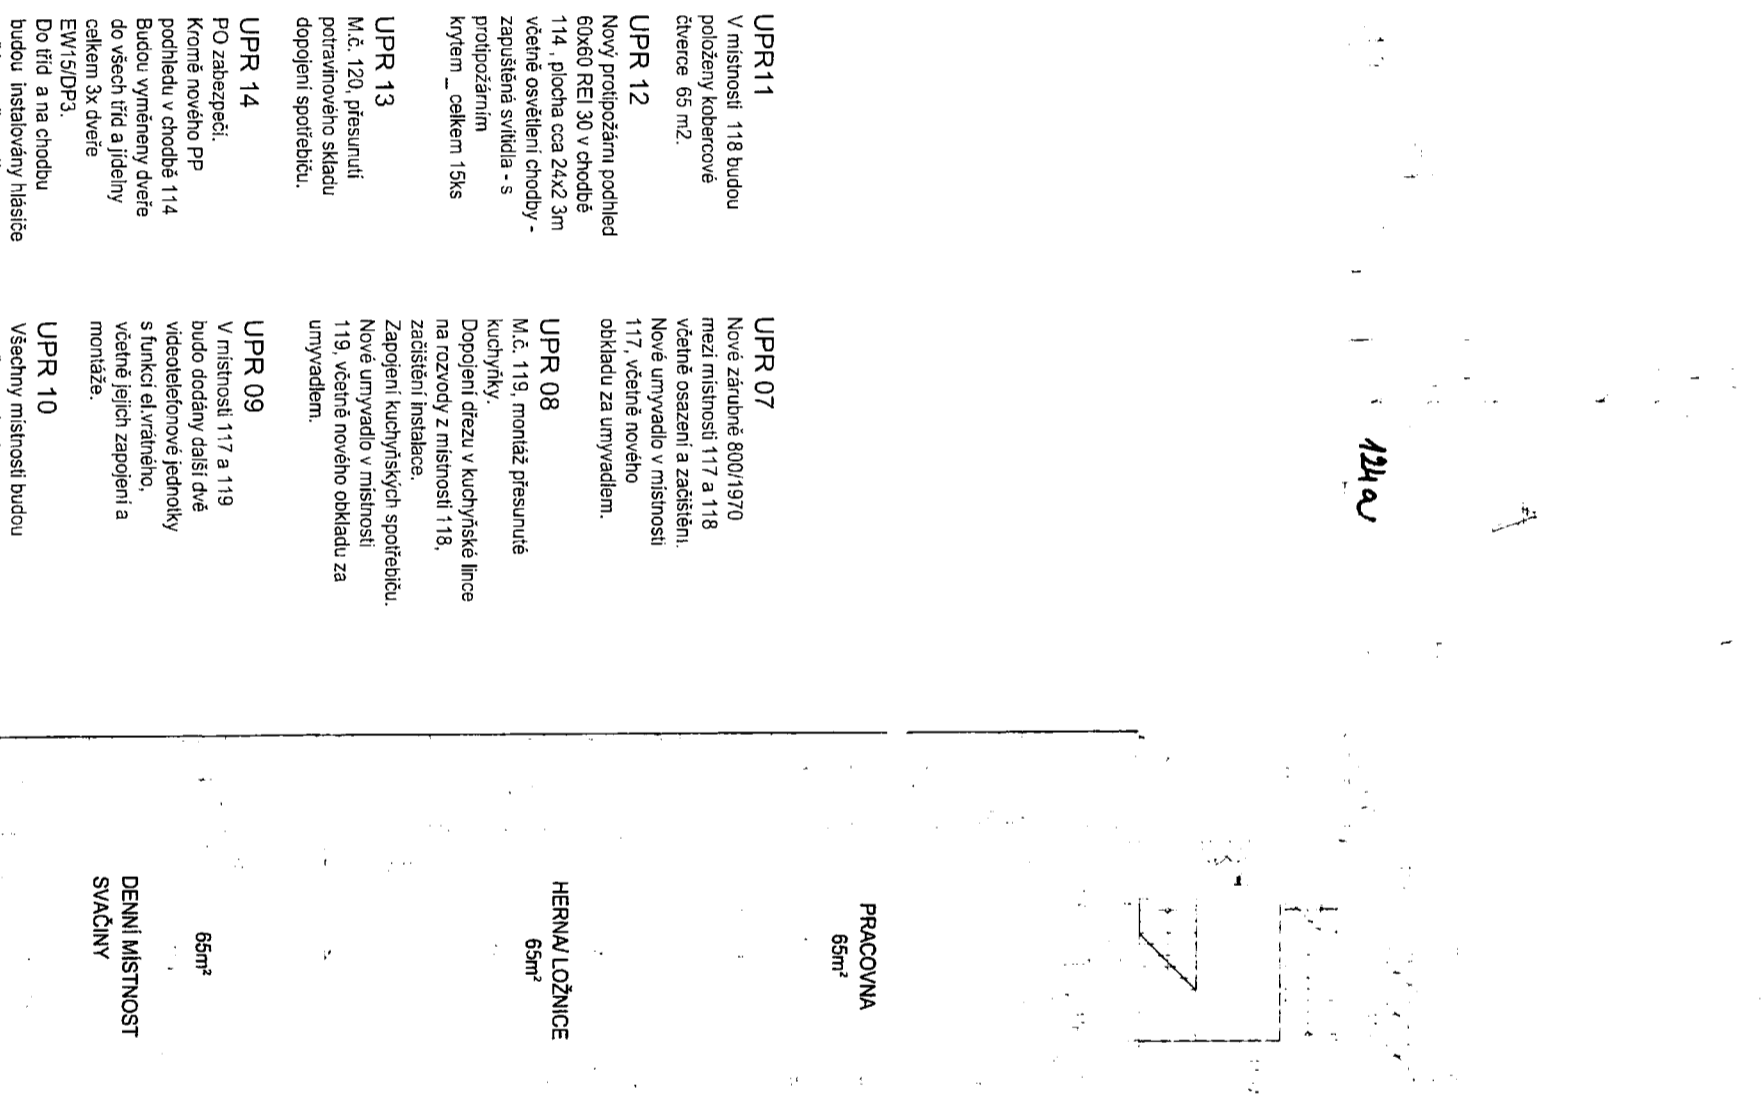 124a
UPR11
V místnosti 118 budou
položeny kobercové
čtverce 65 m2.
UPR 12
Nový protipožární podhled
60x60 REI 30 v chodbě
114 , plocha cca 24x2 3m
včetně osvětlení chodby -
zapuštěná svítidla - s
protipožárním
krytem _ celkem 15ks
UPR 13
M.č. 120, přesunutí
potravinového skladu
dopojení spotřebičů.
UPR 14
PO zabezpečí.
Kromě nového PP
podhledu v chodbě 114
Budou vyměneny dveře
do všech tříd a jídelny
celkem 3x dveře
EW15/DP3.
Do tříd a na chodbu
budou instalovány hlásiče
UPR 07
Nové zárubně 800/1970
mezi místnosti 117 a 118
včetně osazení a začištění.
Nové umyvadlo v místnosti
117, včetně nového
obkladu za umyvadlem.
UPR 08
M.č. 119, montáž přesunuté
kuchyňky.
Dopojení dřezu v kuchyňské lince
na rozvody z místnosti 118,
začištění instalace.
Zapojení kuchyňských spotřebičů.
Nové umyvadlo v místnosti
119, včetně nového obkladu za
umyvadlem.
UPR 09
V místnosti 117 a 119
budo dodány další dvě
videotelefonové jednotky
s funkcí el.vrátného,
včetně jejich zapojení a
montáže.
UPR 10
Všechny místnosti budou
PRACOVNA
65m²
HERNA/ LOŽNICE
65m²
65m²
DENNÍ MÍSTNOST
SVAČINY